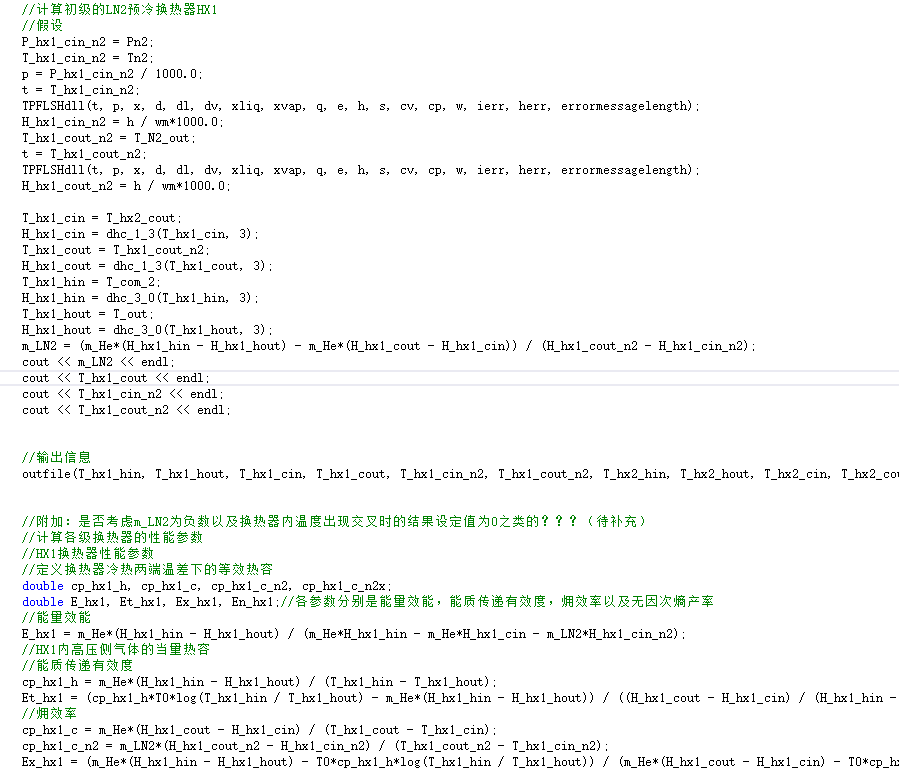 //计算初级的LN2预冷换热器HX1
//假设
P_hx1_cin_n2 = Pn2;
T_hx1_cin_n2 = Tn2;
p = P_hx1_cin_n2 / 1000.0;
t = T_hx1_cin_n2;
TPFLSHdll(t, p, x, d, dl, dv, xliq, xvap, q, e, h, s, cv, cp, w, ierr, herr, errormessagelength);
H_hx1_cin_n2 = h / wm*1000.0;
T_hx1_cout_n2 = T_N2_out;
t = T_hx1_cout_n2;
TPFLSHdll(t, p, x, d, dl, dv, xliq, xvap, q, e, h, s, cv, cp, w, ierr, herr, errormessagelength);
H_hx1_cout_n2 = h / wm*1000.0;
T_hx1_cin = T_hx2_cout;
H_hx1_cin = dhc_1_3(T_hx1_cin, 3);
T_hx1_cout = T_hx1_cout_n2;
H_hx1_cout = dhc_1_3(T_hx1_cout, 3);
T_hx1_hin = T_com_2;
H_hx1_hin = dhc_3_0(T_hx1_hin, 3);
T_hx1_hout = T_out;
H_hx1_hout = dhc_3_0(T_hx1_hout, 3);
m_LN2 = (m_He*(H_hx1_hin - H_hx1_hout) - m_He*(H_hx1_cout - H_hx1_cin)) / (H_hx1_cout_n2 - H_hx1_cin_n2);
cout << m_LN2 << endl;
cout << T_hx1_cout << endl;
cout << T_hx1_cin_n2 << endl;
cout << T_hx1_cout_n2 << endl;
//输出信息
outfile(T_hx1_hin, T_hx1_hout, T_hx1_cin, T_hx1_cout, T_hx1_cin_n2, T_hx1_cout_n2, T_hx2_hin, T_hx2_hout, T_hx2_cin, T_hx2_cou
//附加：是否考虑m_LN2为负数以及换热器内温度出现交叉时的结果设定值为0之类的？？？（待补充）
//计算各级换热器的性能参数
//HX1换热器性能参数
//定义换热器冷热两端温差下的等效热容
double cp_hx1_h, cp_hx1_c, cp_hx1_c_n2, cp_hx1_c_n2x;
double E_hx1, Et_hx1, Ex_hx1, En_hx1;//各参数分别是能量效能，能质传递有效度，㶲效率以及无因次熵产率
//能量效能
E_hx1 = m_He*(H_hx1_hin - H_hx1_hout) / (m_He*H_hx1_hin - m_He*H_hx1_cin - m_LN2*H_hx1_cin_n2);
//HX1内高压侧气体的当量热容
//能质传递有效度
cp_hx1_h = m_He*(H_hx1_hin - H_hx1_hout) / (T_hx1_hin - T_hx1_hout);
Et_hx1 = (cp_hx1_h*T0*log(T_hx1_hin / T_hx1_hout) - m_He*(H_hx1_hin - H_hx1_hout)) / ((H_hx1_cout - H_hx1_cin) / (H_hx1_hin -
//㶲效率
cp_hx1_c = m_He*(H_hx1_cout - H_hx1_cin) / (T_hx1_cout - T_hx1_cin);
cp_hx1_c_n2 = m_LN2*(H_hx1_cout_n2 - H_hx1_cin_n2) / (T_hx1_cout_n2 - T_hx1_cin_n2);
Ex_hx1 = (m_He*(H_hx1_hin - H_hx1_hout) - T0*cp_hx1_h*log(T_hx1_hin / T_hx1_hout)) / (m_He*(H_hx1_cout - H_hx1_cin) - T0*cp_hx